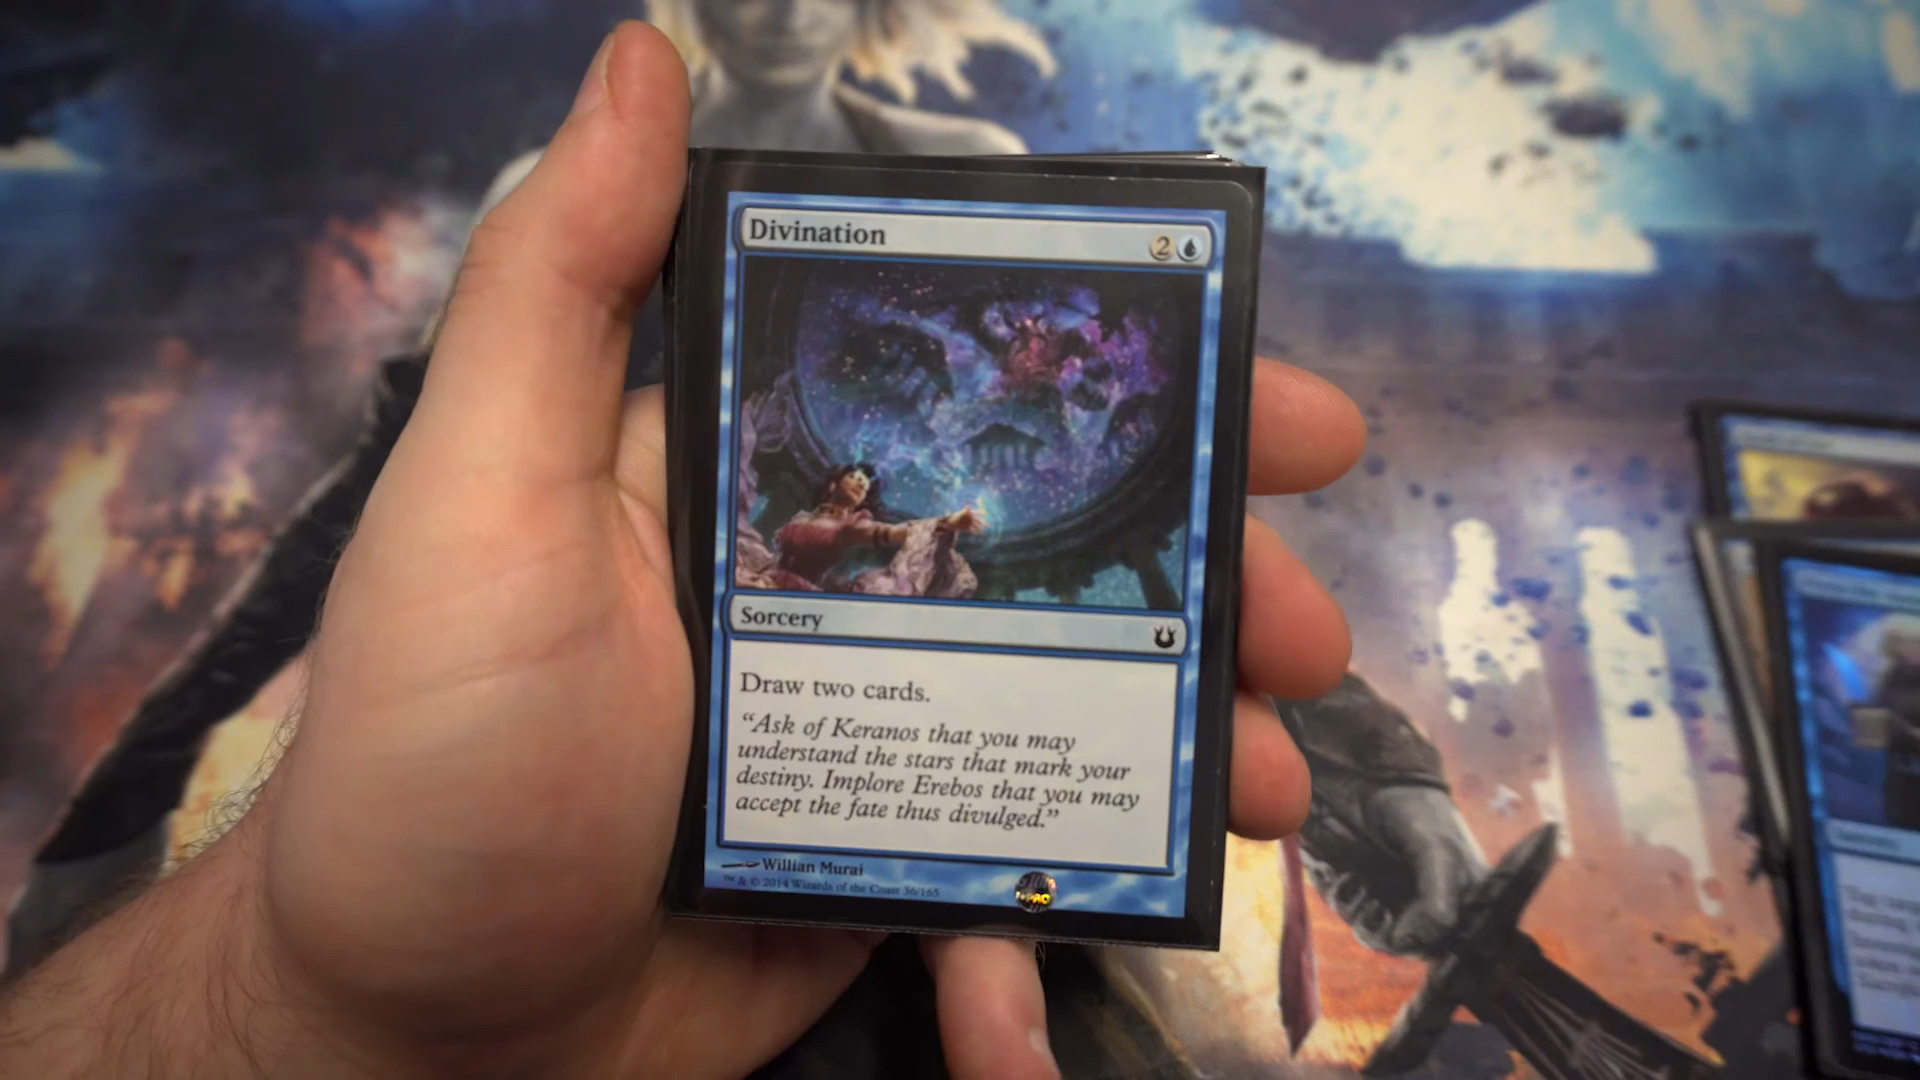 Divination
2
Sorcery
Draw two cards.
“Ask of Keranos that you may
understand the stars that mark your
destiny. Implore Erebos that you may
accept the fate thus divulged.”
Willian Murai
™ & © 2014 Wizards of the Coast 36/165